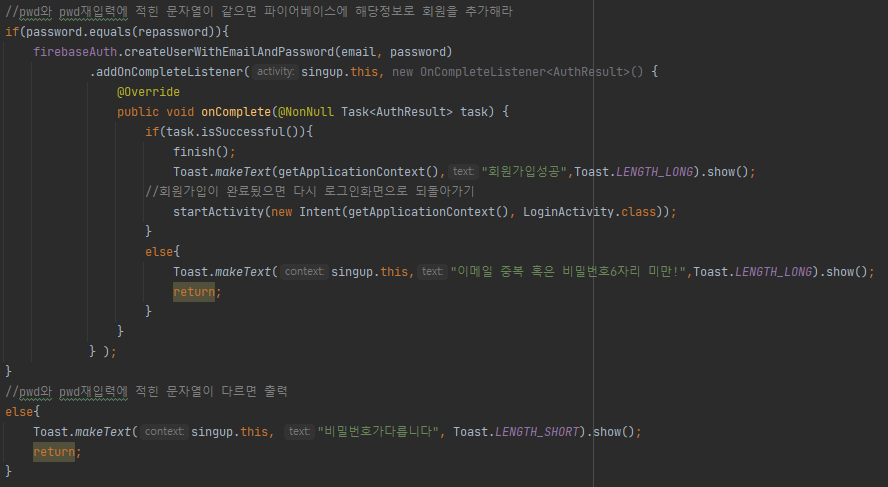 //pwd와 pwd재입력에 적힌 문자열이 같으면 파이어베이스에 해당정보로 회원을 추가해라
if(password.equals(repassword)){
firebaseAuth.createUserWithEmailAndPassword(email, password)
.addOnCompleteListener( activity: singup.this, new OnCompleteListener<AuthResult>() {
@Override
public void onComplete(@NonNull Task<AuthResult> task) {
if(task.isSuccessful()){
finish();
Toast.makeText(getApplicationContext(), text: "회원가입성공",Toast.LENGTH_LONG).show();
//회원가입이 완료됬으면 다시 로그인화면으로 되돌아가기
startActivity(new Intent(getApplicationContext(), LoginActivity.class));
}
else{
Toast.makeText( context: singup.this, text: "이메일 중복 혹은 비밀번호6자리 미만!",Toast.LENGTH_LONG).show();
return;
}
}
} );
}
//pwd와 pwd재입력에 적힌 문자열이 다르면 출력
else{
Toast.makeText( context: singup.this, text: "비밀번호가다릅니다", Toast.LENGTH_SHORT).show();
return;
}